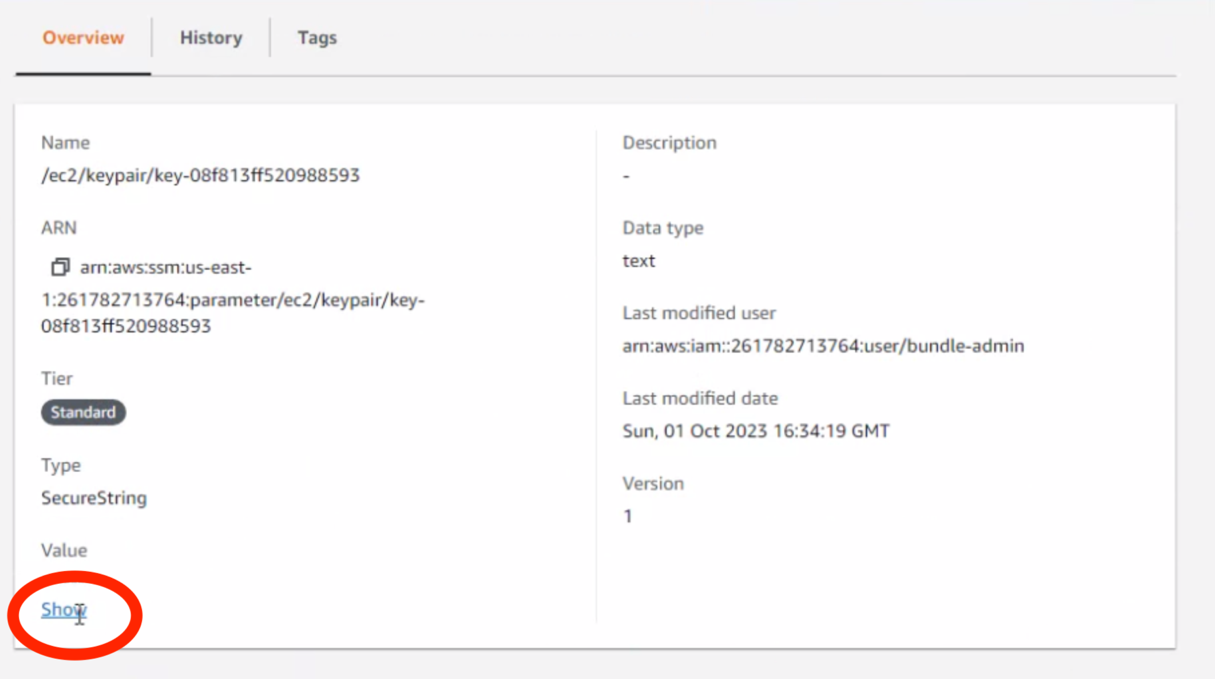 Overview
History
Tags
Name
/ec2/keypair/key-08f813ff520988593
ARN
arn:aws:ssm:us-east-
1:261782713764:parameter/ec2/keypair/key-
08f813ff520988593
Tier
Standard
Type
SecureString
Value
Show
Description
-
Data type
text
Last modified user
arn:aws:iam::261782713764:user/bundle-admin
Last modified date
Sun, 01 Oct 2023 16:34:19 GMT
Version
1